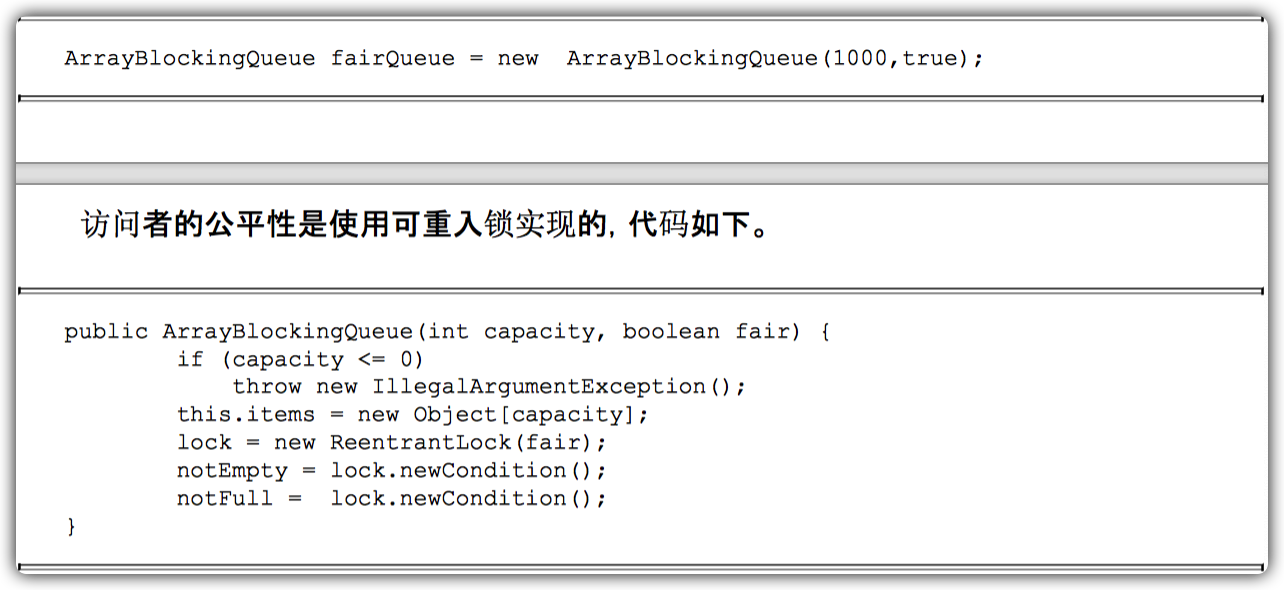 ArrayBlockingQueue fairQueue = new  ArrayBlockingQueue(1000,true);
访问者的公平性是使用可重入锁实现的, 代码如下。
public ArrayBlockingQueue(int capacity, boolean fair) {
        if (capacity <= 0)
            throw new IllegalArgumentException();
        this.items = new Object[capacity];
        lock = new ReentrantLock(fair);
        notEmpty = lock.newCondition();
        notFull =  lock.newCondition();
}